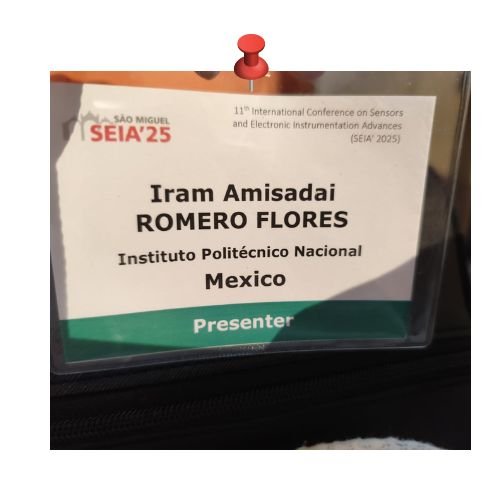 SÃO MIGUEL
SEIA'25
11th International Conference on Sensors
and Electronic Instrumentation Advances
(SEIA' 2025)
Iram Amisadai
ROMERO FLORES
Instituto Politécnico Nacional
Mexico
Presenter